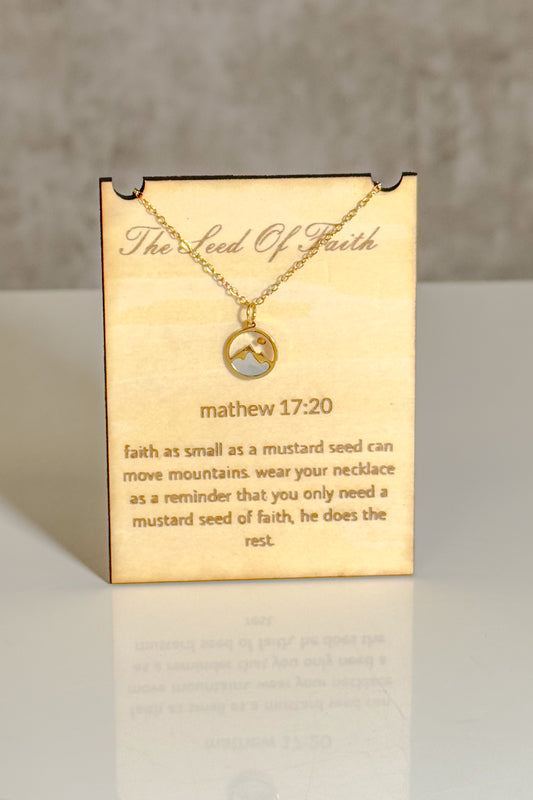 The Seed Of Faith
mathew 17:20
faith as small as a mustard seed can
move mountains. wear your necklace
as a reminder that you only need a
mustard seed of faith, he does the
rest.